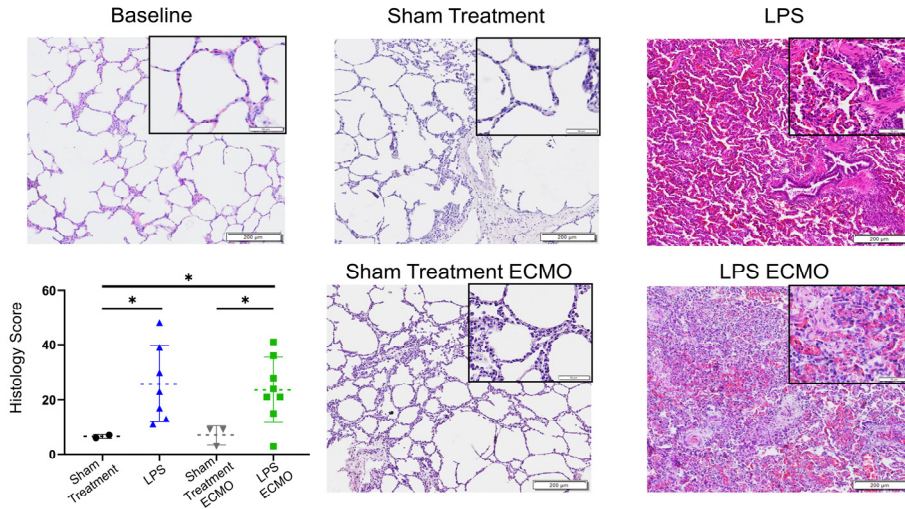 Baseline
Sham Treatment
LPS
200 µm
200 µm
200 µm
Sham Treatment ECMO
LPS ECMO
60
40
20
0
Histology Score
*
*
*
Sham
Treatment
LPS
Sham
Treatment
ECMO
LPS
ECMO
200 µm
200 µm